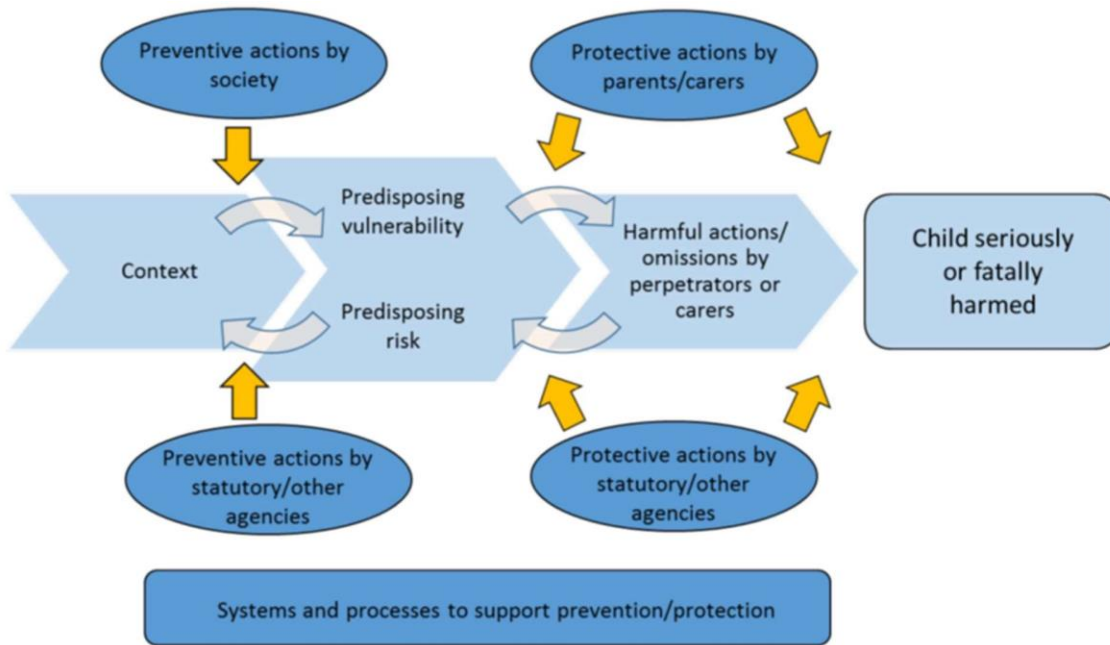 Preventive actions by
society
Protective actions by
parents/carers
Context
Predisposing
vulnerability
Predisposing
risk
Harmful actions/
omissions by
perpetrators or
carers
Child seriously
or fatally
harmed
Preventive actions by
statutory/other
agencies
Protective actions by
statutory/other
agencies
Systems and processes to support prevention/protection